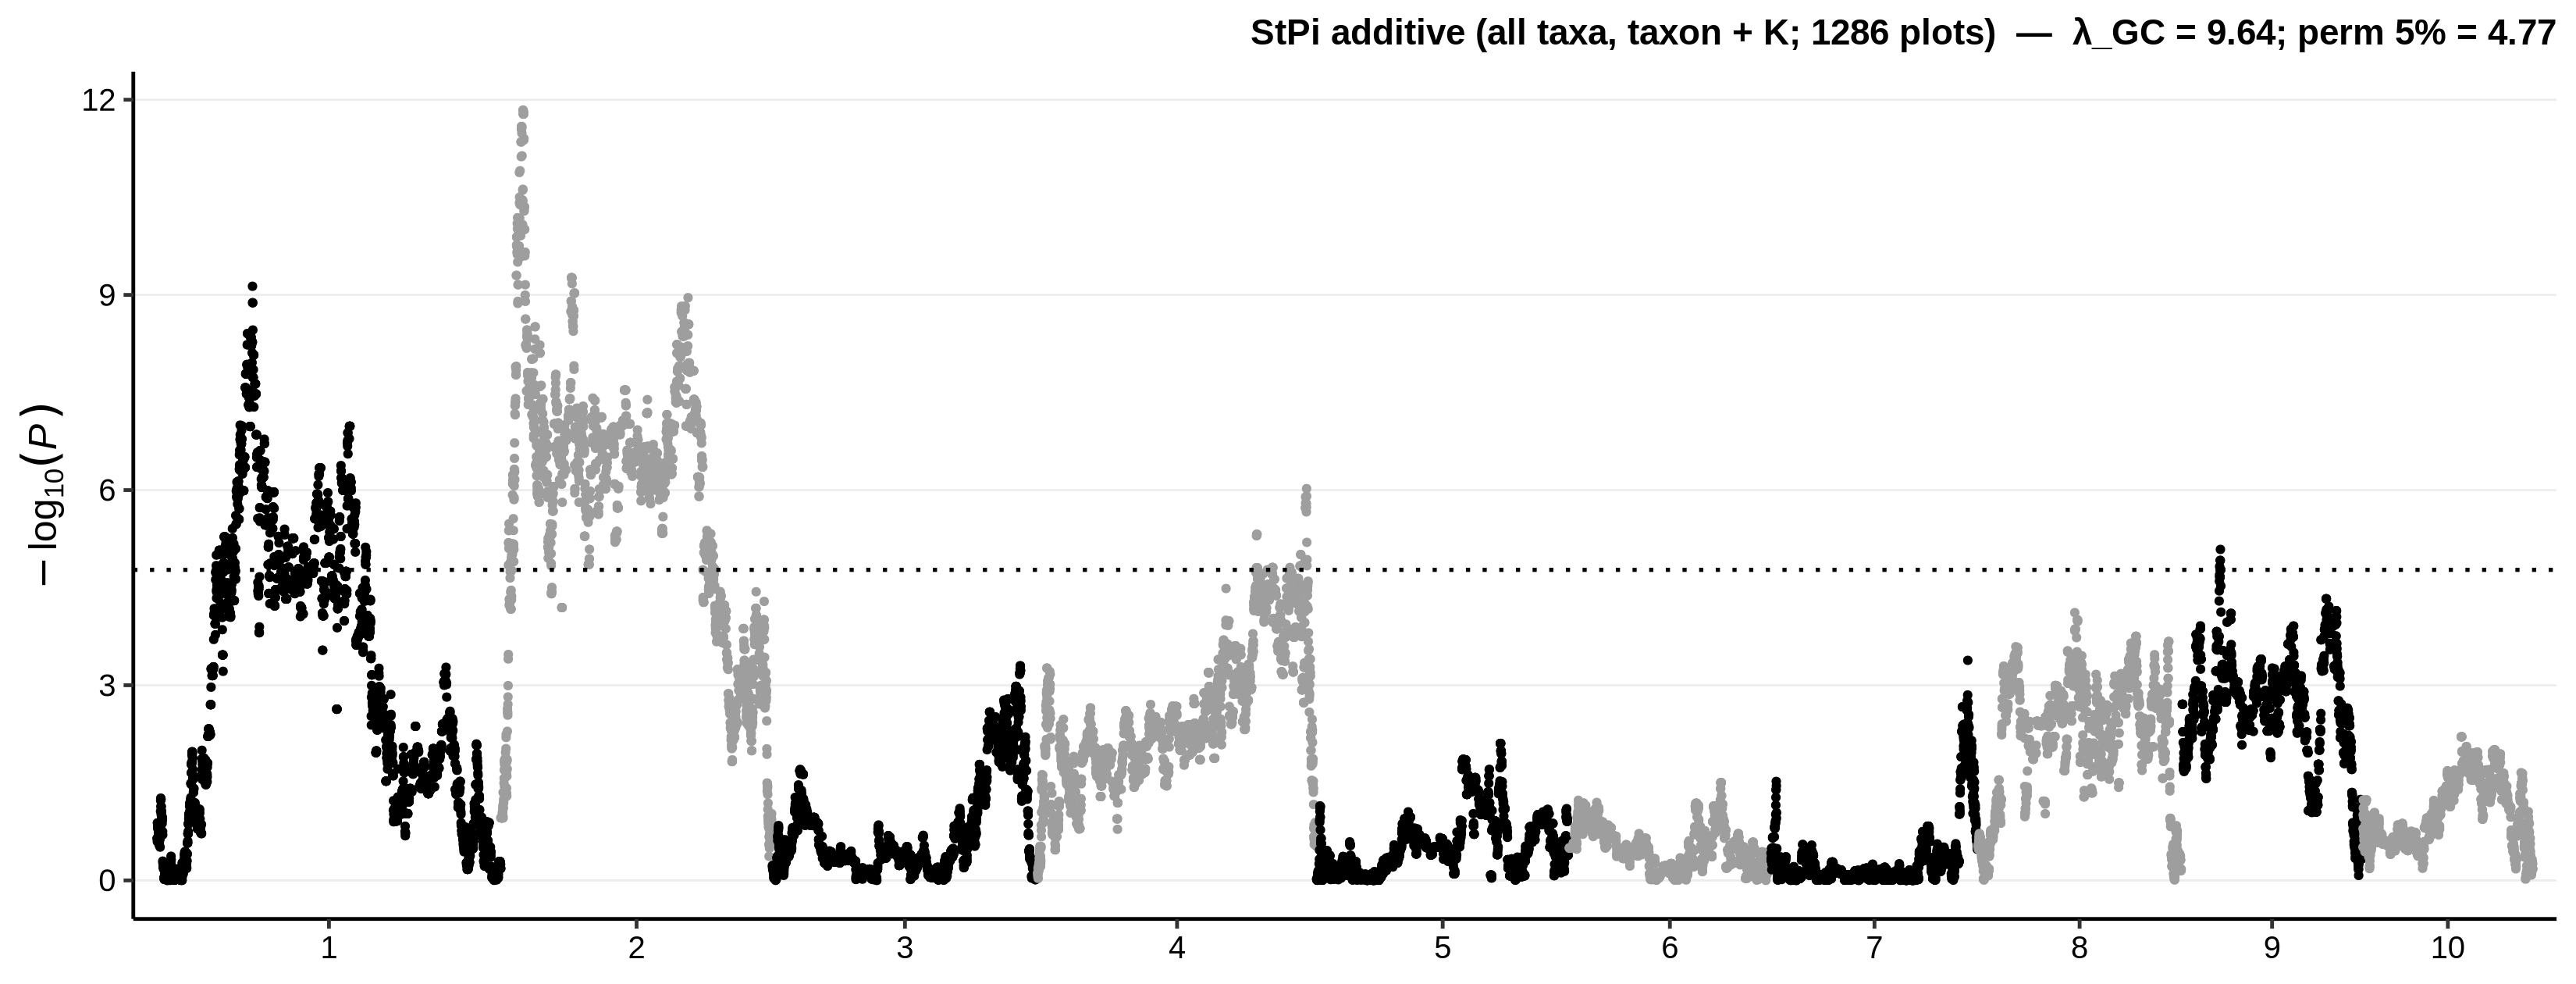 StPi additive (all taxa, taxon + K; 1286 plots) — λ_GC = 9.64; perm 5% = 4.77
− log₁₀(P)
12
9
6
3
0
1 2 3 4 5 6 7 8 9 10